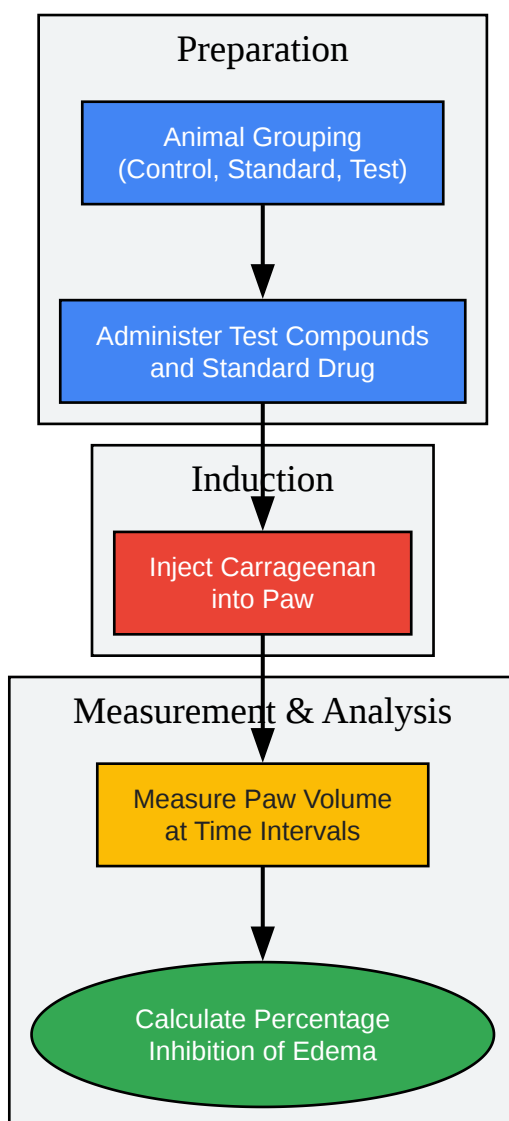 Preparation
Animal Grouping
(Control, Standard, Test)
Administer Test Compounds
and Standard Drug
Induction
Inject Carrageenan
into Paw
Measurement & Analysis
Measure Paw Volume
at Time Intervals
Calculate Percentage
Inhibition of Edema